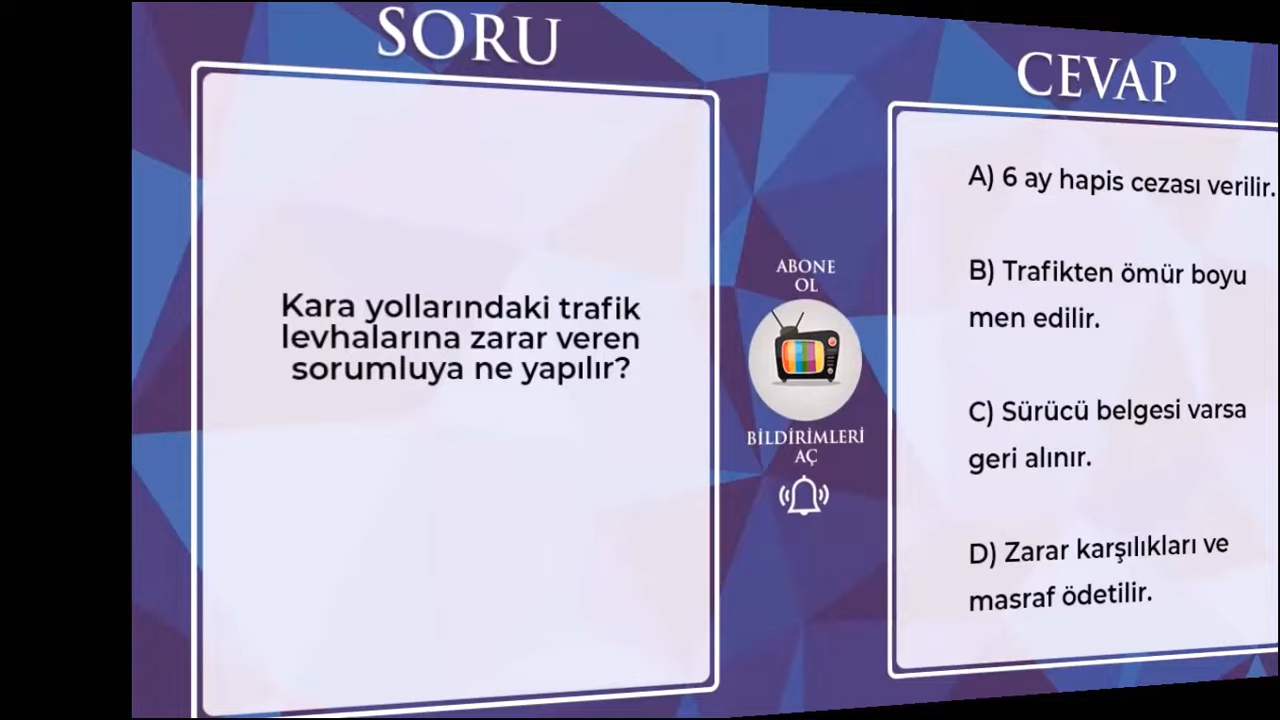 SORU
Kara yollarındaki trafik
levhalarına zarar veren
sorumluya ne yapılır?
ABONE
OL
BİLDİRİMLERİ
AÇ
CEVAP
A) 6 ay hapis cezası verilir.
B) Trafikten ömür boyu
men edilir.
C) Sürücü belgesi varsa
geri alınır.
D) Zarar karşılıkları ve
masraf ödetilir.